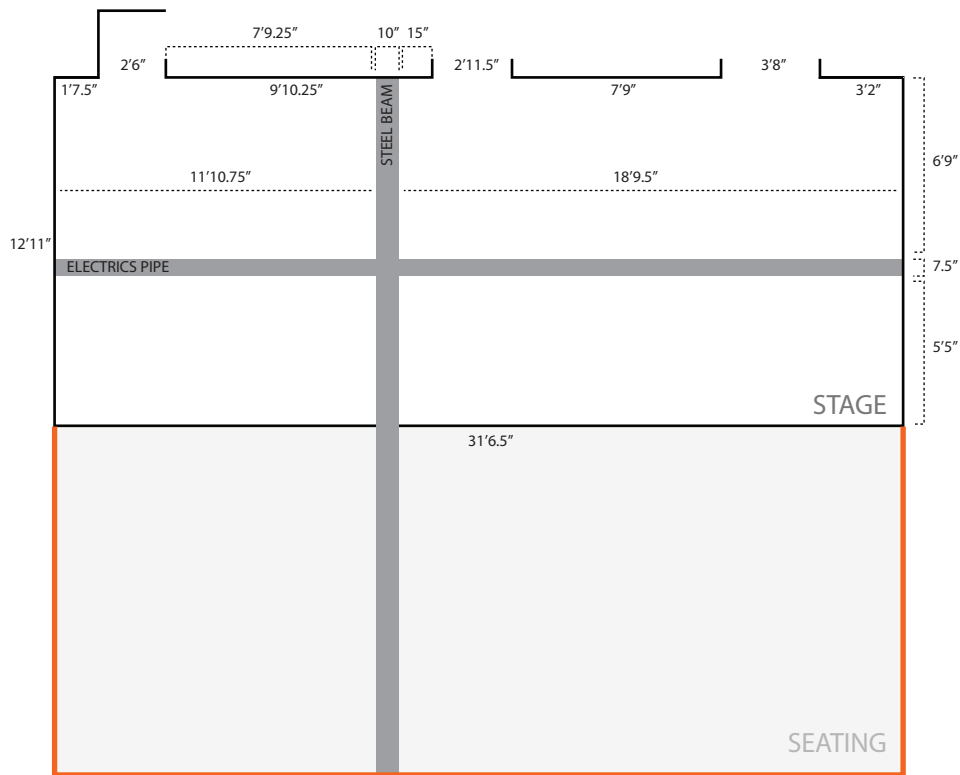 7’9.25” 10” 15”
2’6” 2’11.5” 3’8”
1’7.5” 9’10.25” 7’9” 3’2”
STEEL BEAM
6’9”
11’10.75” 18’9.5”
12’11”
ELECTRICS PIPE 7.5”
5’5”
STAGE
31’6.5”
SEATING